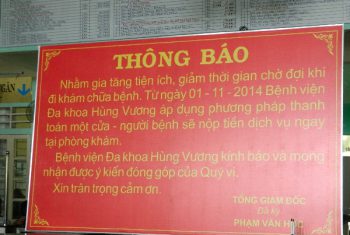 THÔNG BÁO
Nhằm gia tăng tiện ích, giảm thời gian chờ đợi khi
đi khám chữa bệnh. Từ ngày 01 - 11 - 2014 Bệnh viện
Đa khoa Hùng Vương áp dụng phương pháp thanh
toán một cửa - người bệnh sẽ nộp tiền dịch vụ ngay
tại phòng khám.
Bệnh viện Đa khoa Hùng Vương kính báo và mong
nhận được ý kiến đóng góp của Quý vị.
Xin trân trọng cảm ơn.
TỔNG GIÁM ĐỐC
Đã ký
PHẠM VĂN HỌC